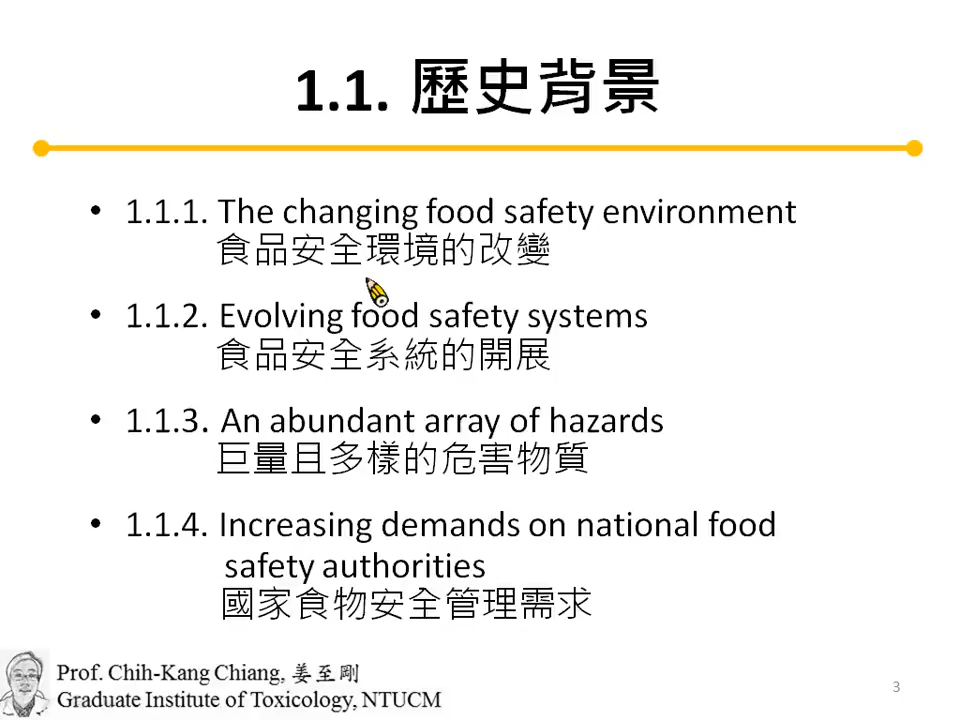 1.1. 歷史背景
• 1.1.1. The changing food safety environment
食品安全環境的改變
• 1.1.2. Evolving food safety systems
食品安全系統的開展
• 1.1.3. An abundant array of hazards
巨量且多樣的危害物質
• 1.1.4. Increasing demands on national food
safety authorities
國家食物安全管理需求
Prof. Chih-Kang Chiang, 姜至剛
Graduate Institute of Toxicology, NTUCM
3